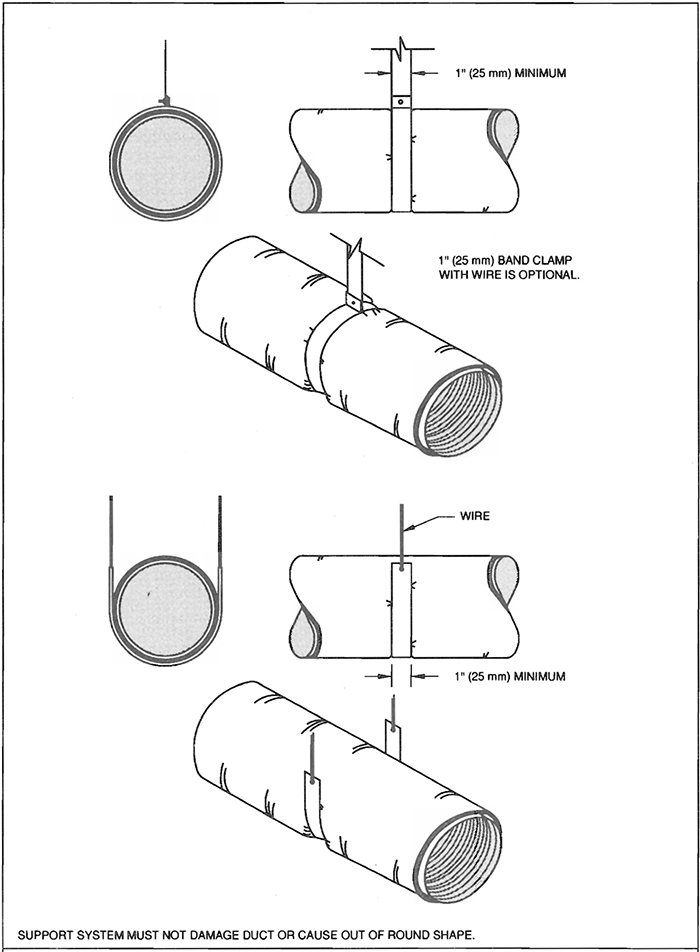 1" (25 mm) MINIMUM
1" (25 mm) BAND CLAMP
WITH WIRE IS OPTIONAL.
WIRE
1" (25 mm) MINIMUM
SUPPORT SYSTEM MUST NOT DAMAGE DUCT OR CAUSE OUT OF ROUND SHAPE.